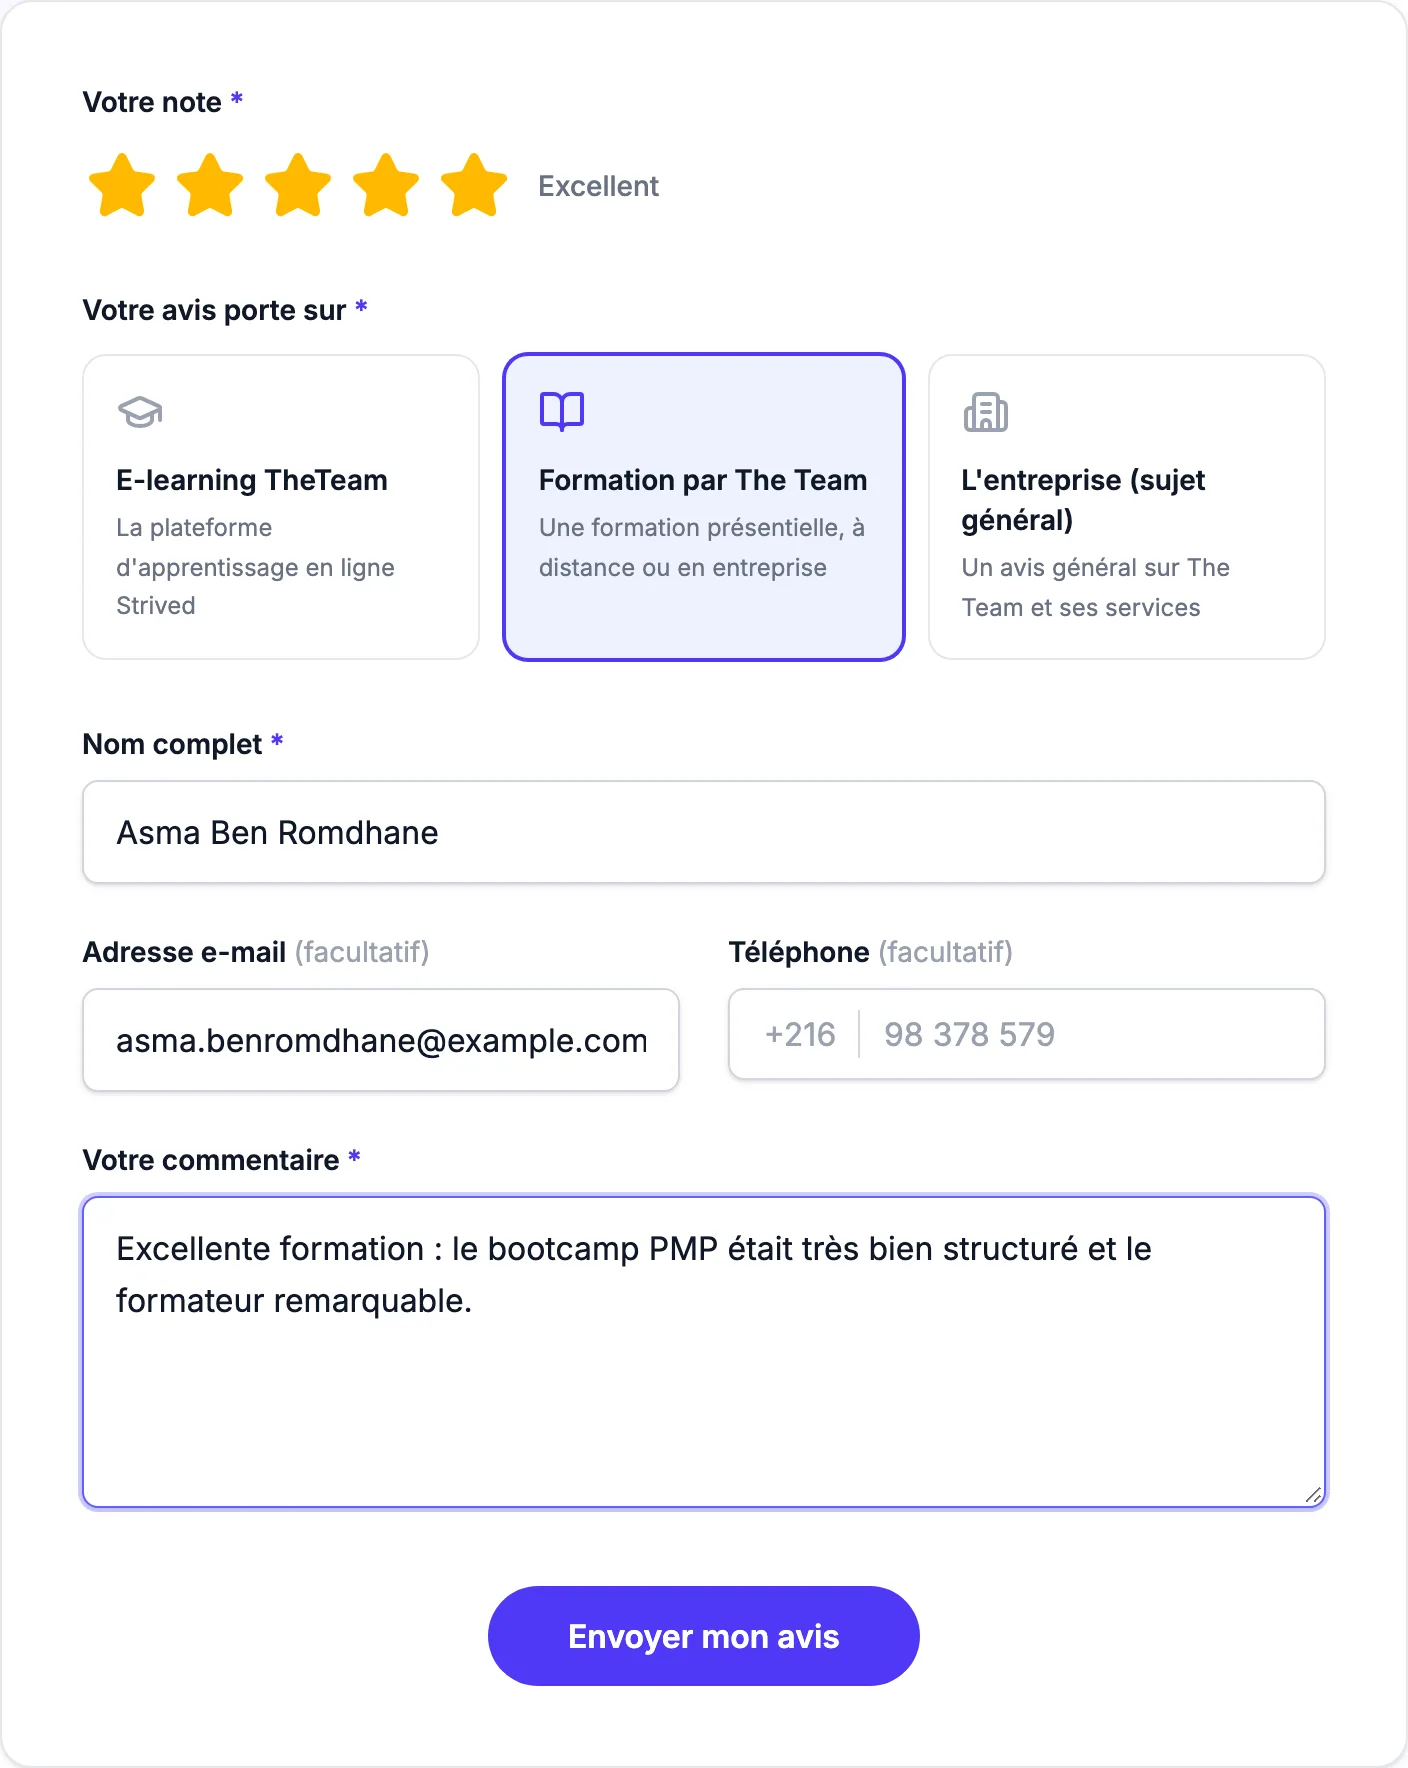 Votre note *
Excellent
Votre avis porte sur *
E-learning TheTeam
La plateforme
d'apprentissage en ligne
Strived
Formation par The Team
Une formation présentielle, à
distance ou en entreprise
L'entreprise (sujet
général)
Un avis général sur The
Team et ses services
Nom complet *
Asma Ben Romdhane
Adresse e-mail (facultatif)
asma.benromdhane@example.com
Téléphone (facultatif)
+216 98 378 579
Votre commentaire *
Excellente formation : le bootcamp PMP était très bien structuré et le
formateur remarquable.
Envoyer mon avis